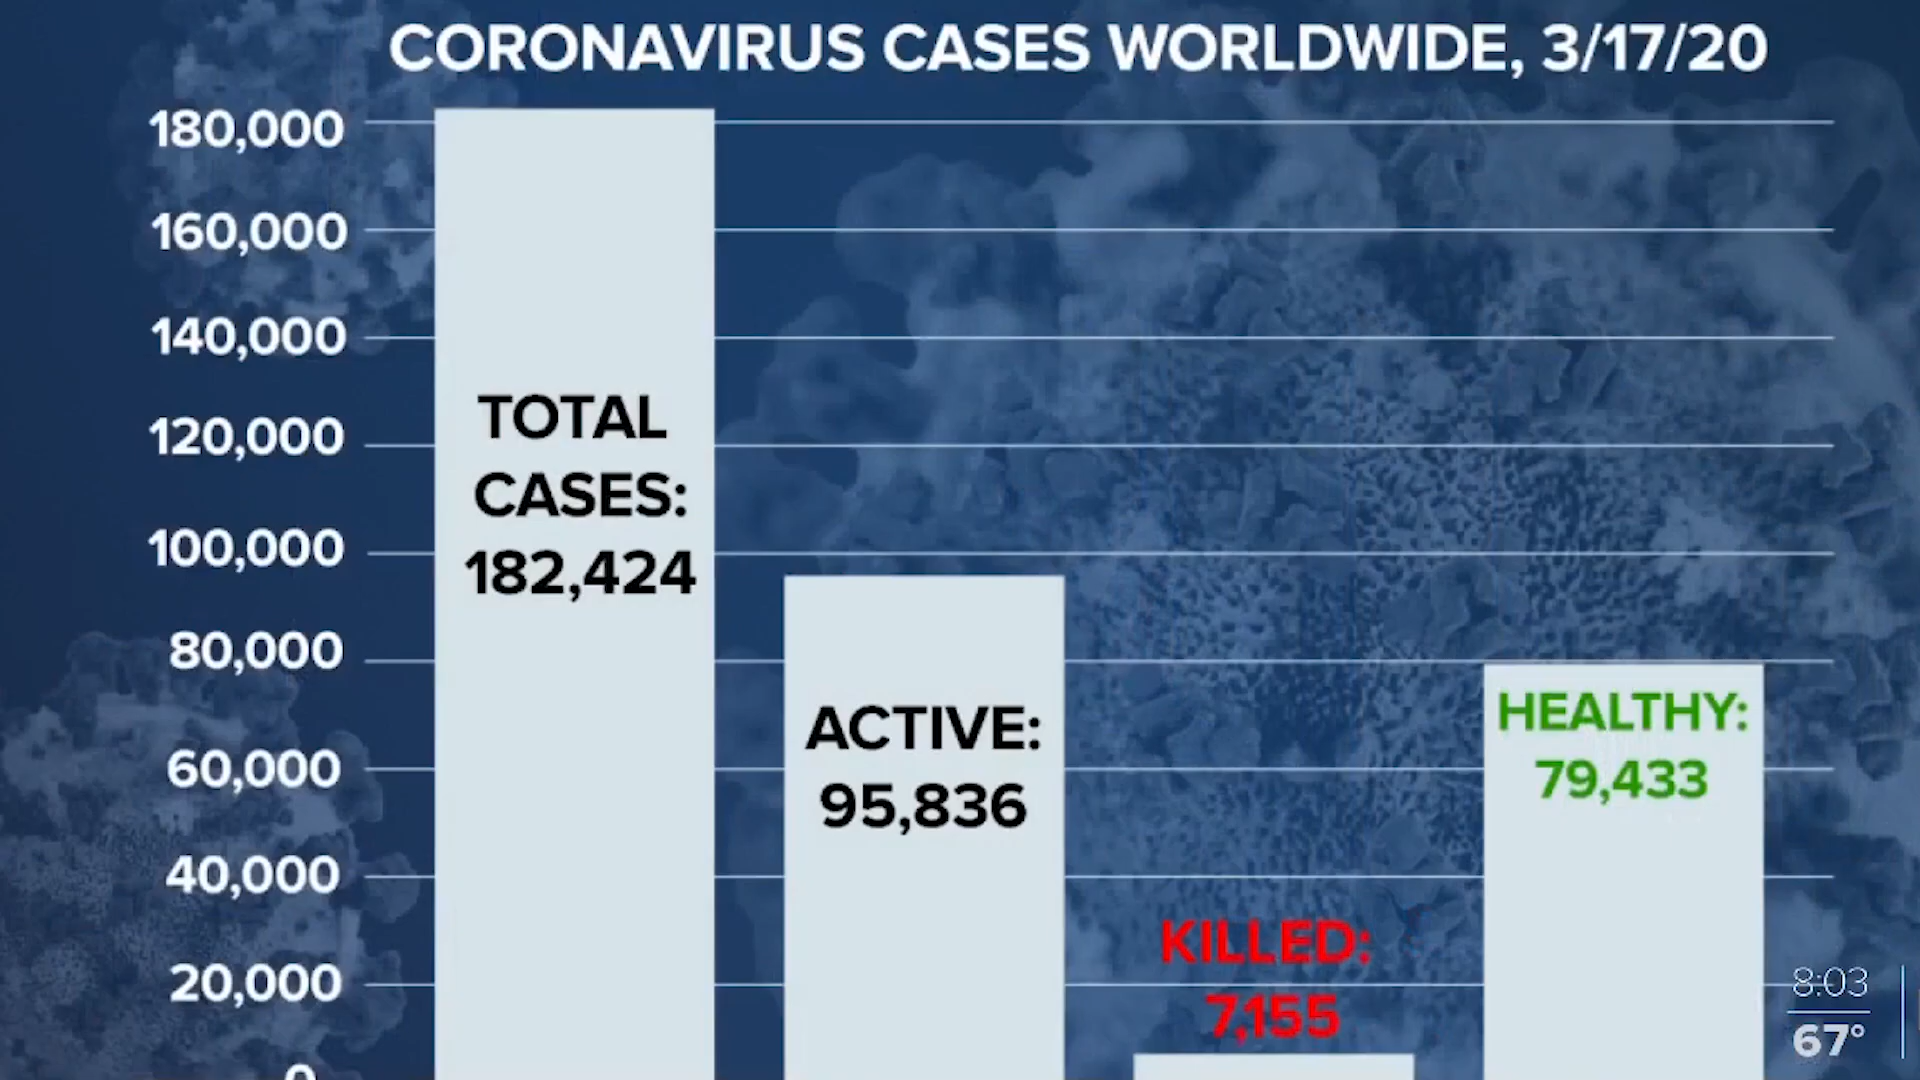 CORONAVIRUS CASES WORLDWIDE, 3/17/20
180,000
160,000
140,000
120,000
100,000
80,000
60,000
40,000
20,000
0
TOTAL
CASES:
182,424
ACTIVE:
95,836
KILLED:
7,155
HEALTHY:
79,433
8:03
67°